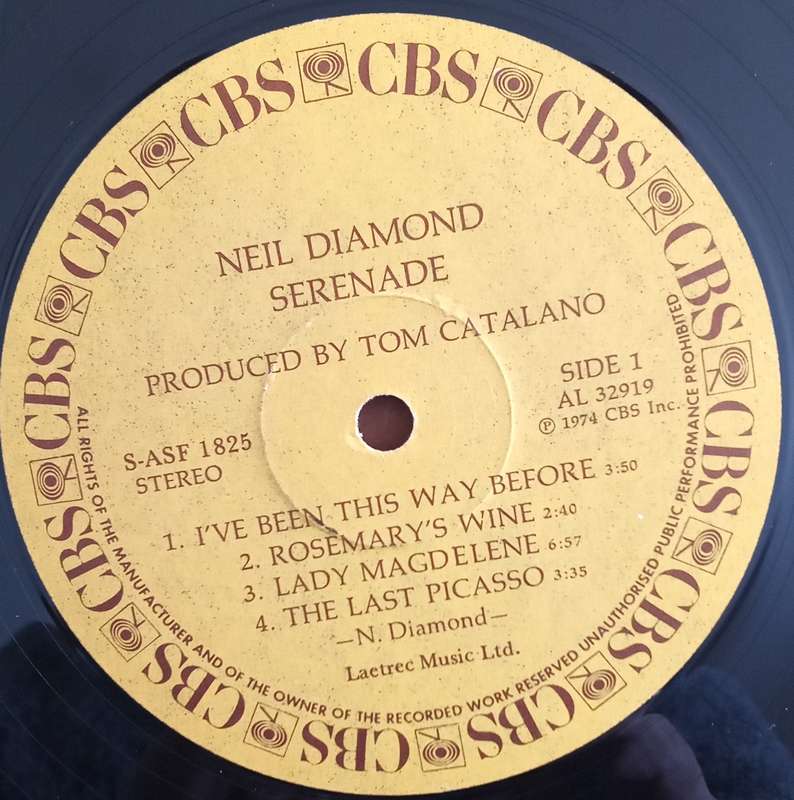 CBS CBS CBS CBS CBS CBS CBS CBS CBS CBS CBS CBS
NEIL DIAMOND
SERENADE
PRODUCED BY TOM CATALANO
S-ASF 1825
STEREO
SIDE 1
AL 32919
Ⓟ 1974 CBS Inc.
1. I'VE BEEN THIS WAY BEFORE 3:50
2. ROSEMARY'S WINE 2:40
3. LADY MAGDELENE 6:57
4. THE LAST PICASSO 3:35
—N. Diamond—
Laetrec Music Ltd.
ALL RIGHTS OF THE MANUFACTURER AND OF THE OWNER OF THE RECORDED WORK RESERVED UNAUTHORISED PUBLIC PERFORMANCE PROHIBITED